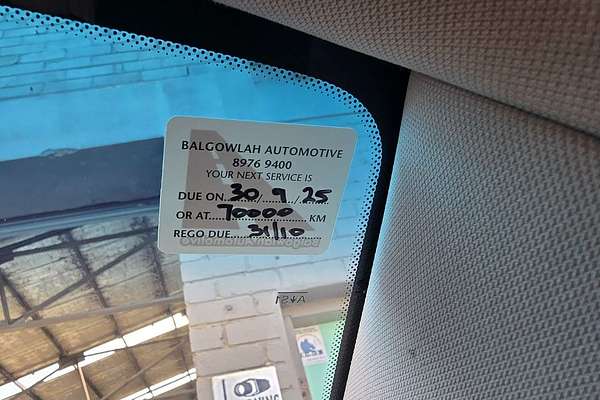 BALGOWLAH AUTOMOTIVE
8976 9400
YOUR NEXT SERVICE IS
DUE ON 30/9/25
OR AT 70000 KM
REGO DUE 31/10